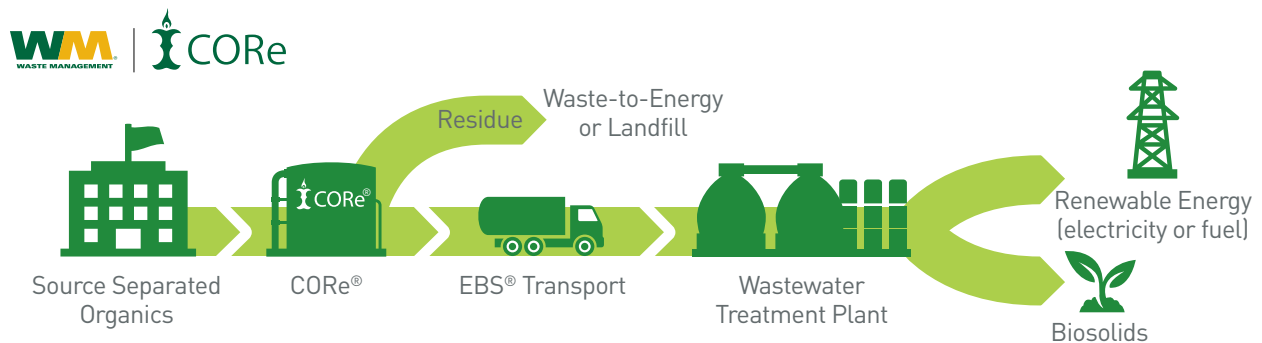 WM®
WASTE MANAGEMENT
CORe
Residue
Waste-to-Energy
or Landfill
CORe®
Renewable Energy
(electricity or fuel)
Source Separated
Organics
CORe®
EBS® Transport
Wastewater
Treatment Plant
Biosolids